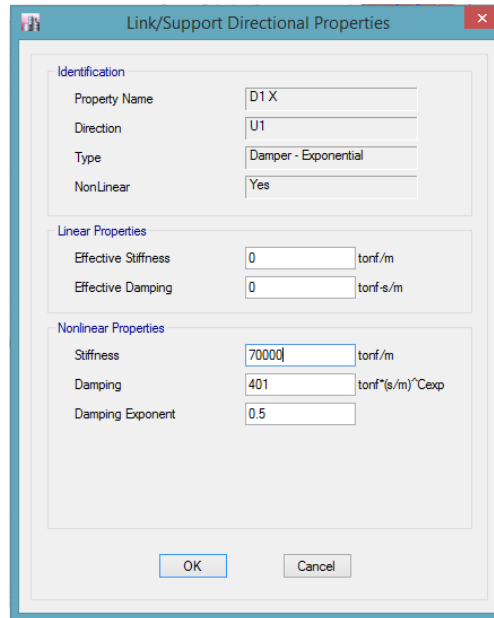 Link/Support Directional Properties
Identification
Property Name D1 X
Direction U1
Type Damper - Exponential
NonLinear Yes
Linear Properties
Effective Stiffness 0 tonf/m
Effective Damping 0 tonf-s/m
Nonlinear Properties
Stiffness 70000 tonf/m
Damping 401 tonf*(s/m)^Cexp
Damping Exponent 0.5
OK Cancel